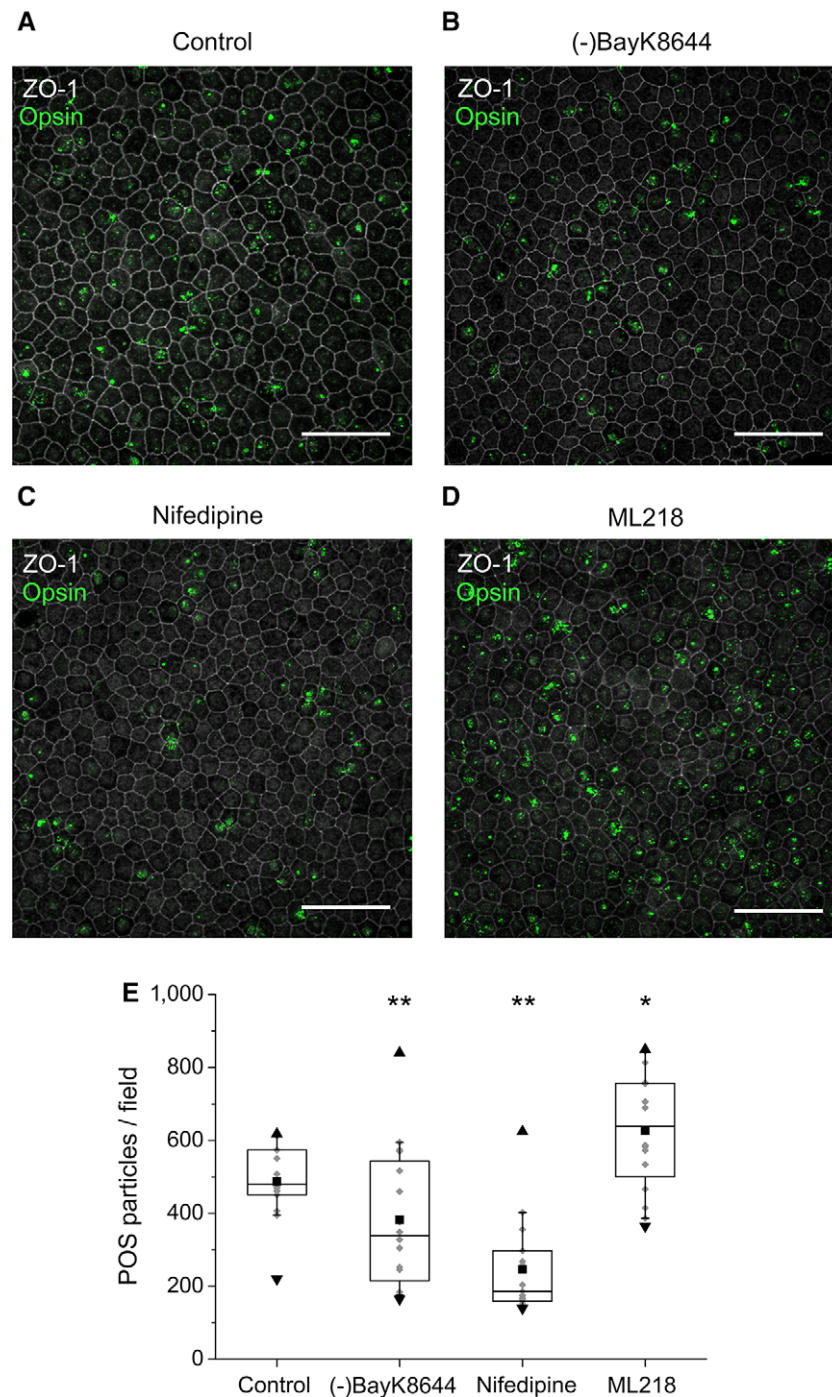 A
Control
ZO-1
Opsin
B
(-)BayK8644
ZO-1
Opsin
C
Nifedipine
ZO-1
Opsin
D
ML218
ZO-1
Opsin
E
**
**
*
1,000
800
600
400
200
0
POS particles / field
Control
(-)BayK8644
Nifedipine
ML218